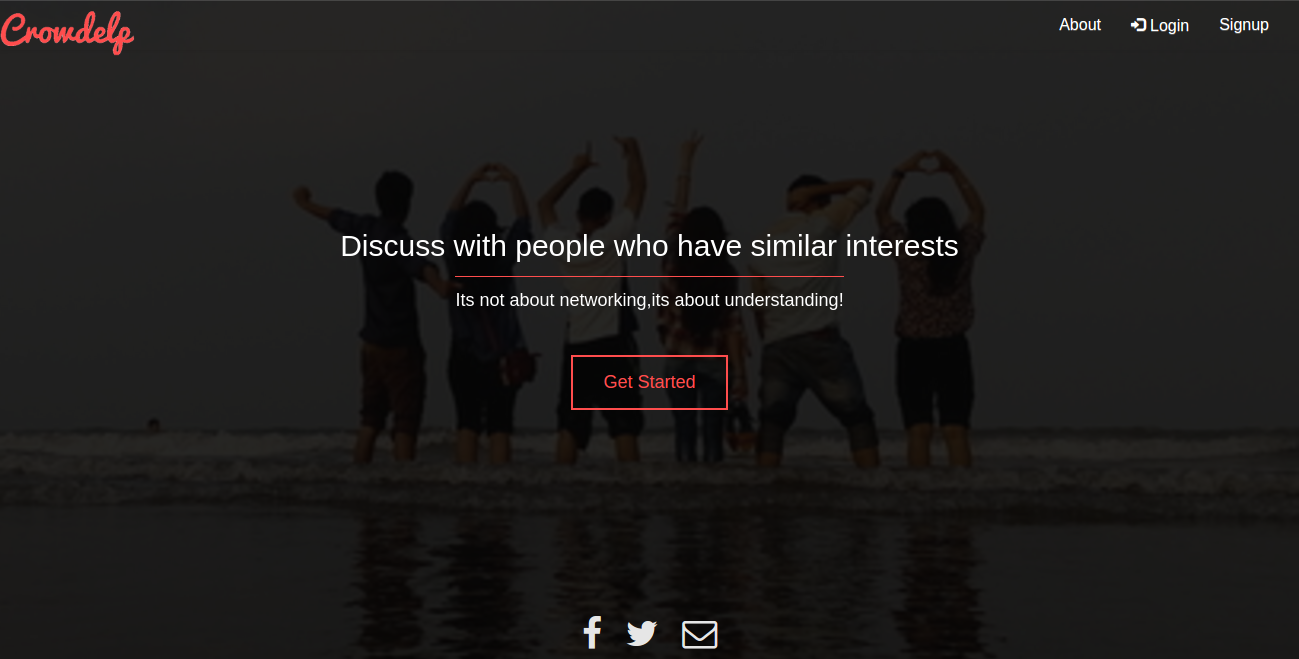 Crowdelp
About
Login
Signup
Discuss with people who have similar interests
Its not about networking,its about understanding!
Get Started